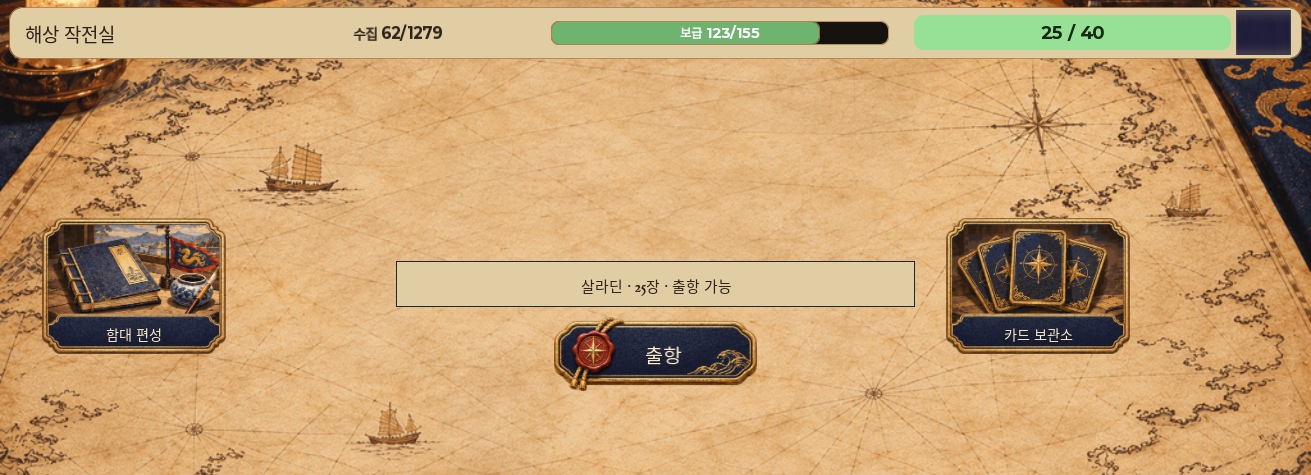 해상 작전실
수집 62/1279
보급 123/155
25 / 40
살라딘 · 25장 · 출항 가능
함대 편성
출항
카드 보관소